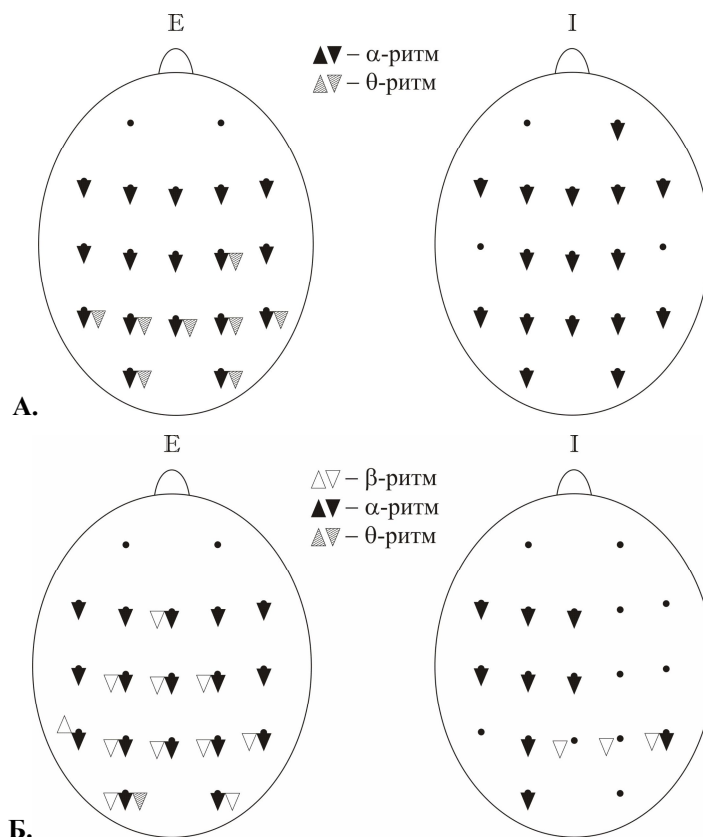 E I
▲▼ – α-ритм
△▽ – θ-ритм
А.
E I
△▽ – β-ритм
▲▼ – α-ритм
△▽ – θ-ритм
Б.